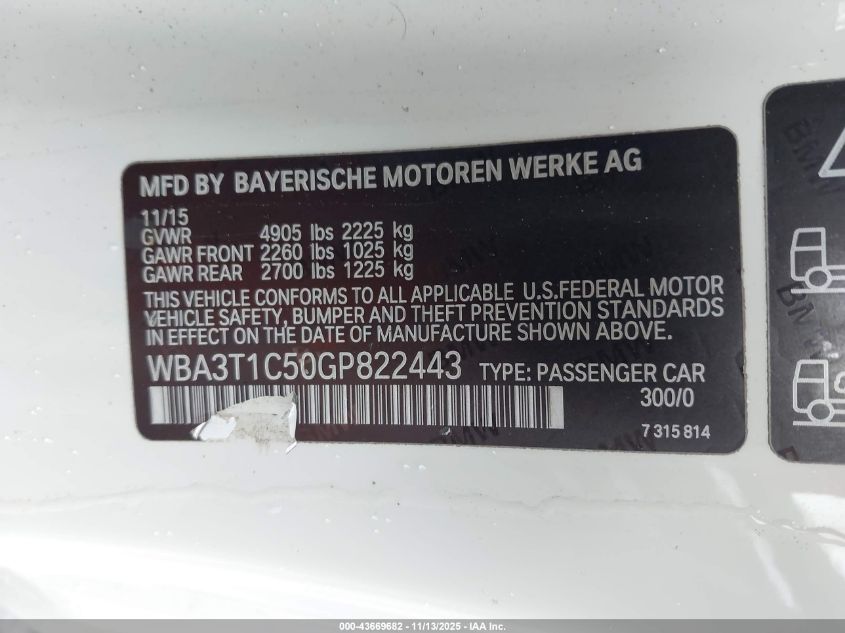 MFD BY BAYERISCHE MOTOREN WERKE AG
11/15
GVWR 4905 lbs 2225 kg
GAWR FRONT 2260 lbs 1025 kg
GAWR REAR 2700 lbs 1225 kg
THIS VEHICLE CONFORMS TO ALL APPLICABLE U.S.FEDERAL MOTOR
VEHICLE SAFETY, BUMPER AND THEFT PREVENTION STANDARDS
IN EFFECT ON THE DATE OF MANUFACTURE SHOWN ABOVE.
WBA3T1C50GP822443 TYPE: PASSENGER CAR
300/0
7 315 814
000-43669682 - 11/13/2025 - IAA Inc.